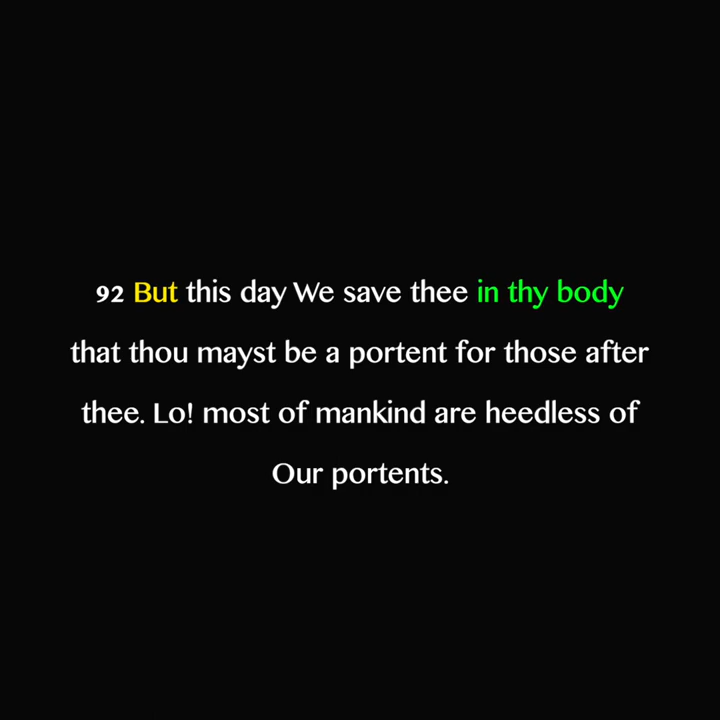 92 But this day We save thee in thy body
that thou mayst be a portent for those after
thee. Lo! most of mankind are heedless of
Our portents.